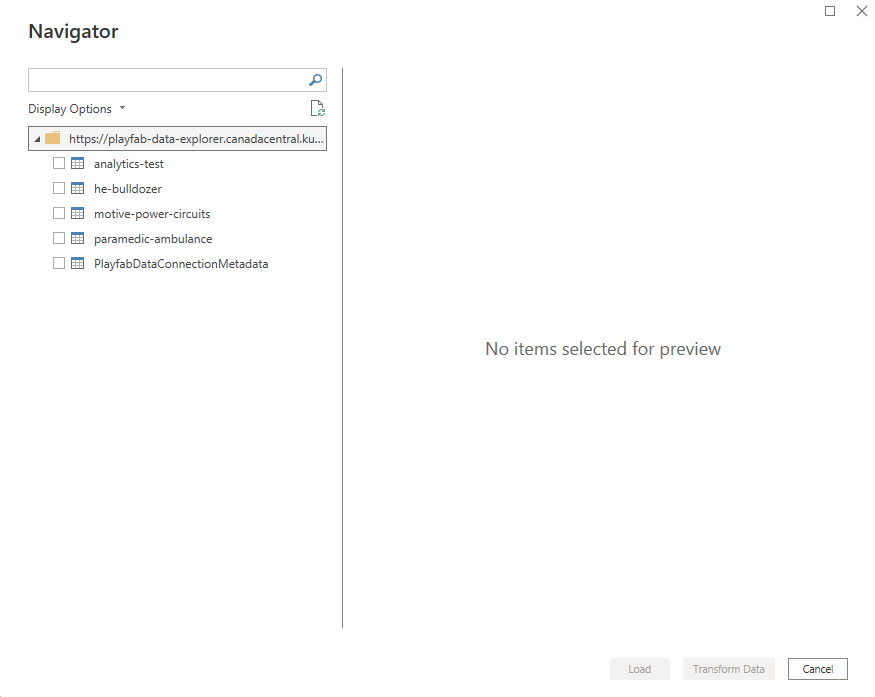 Navigator
Display Options
https://playfab-data-explorer.canadacentral.ku...
analytics-test
he-bulldozer
motive-power-circuits
paramedic-ambulance
PlayfabDataConnectionMetadata
No items selected for preview
Load
Transform Data
Cancel